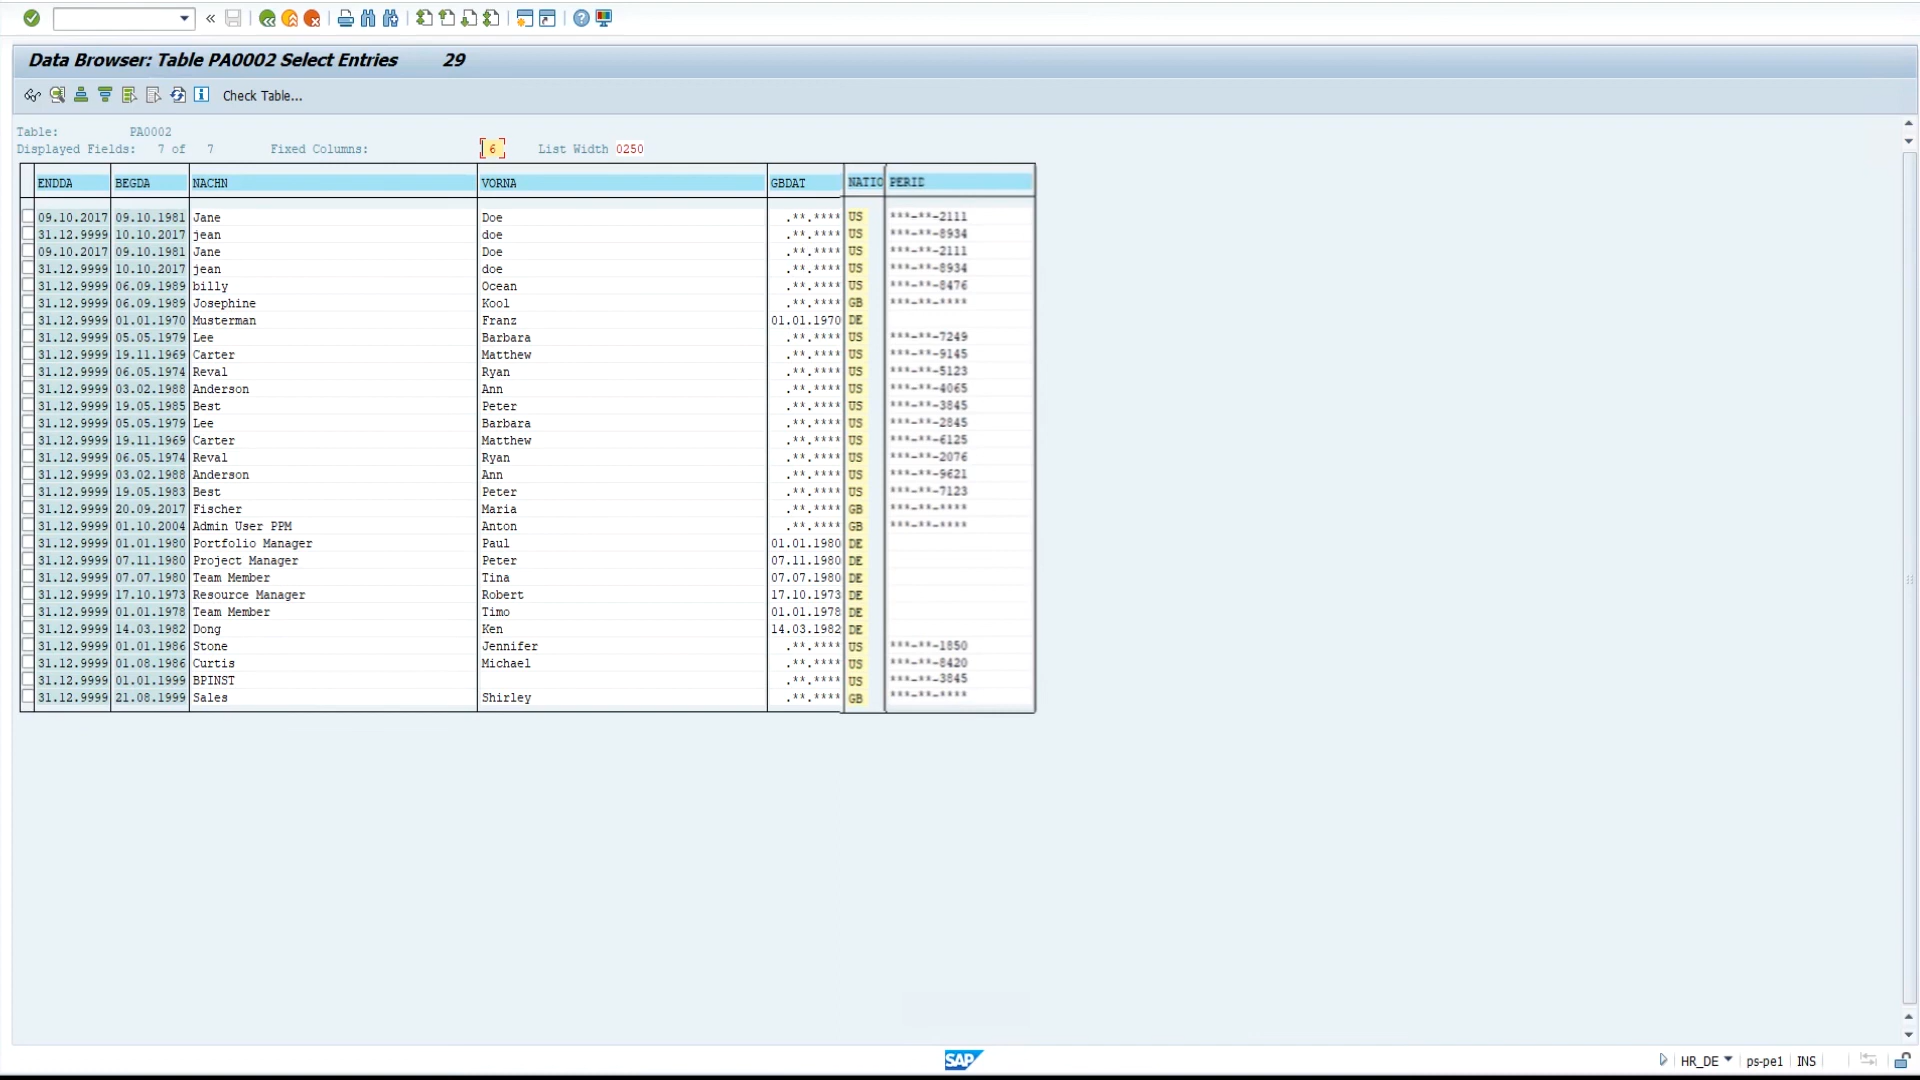 Data Browser: Table PA0002 Select Entries 29
Check Table...
Table: PA0002
Displayed Fields: 7 of 7 Fixed Columns: 6 List Width 0250
ENDDA BEGDA NACHN VORNA GBDAT NATIO PERID
09.10.2017 09.10.1981 Jane Doe .**.**** US ***-**-2111
31.12.9999 10.10.2017 jean doe .**.**** US ***-**-8934
09.10.2017 09.10.1981 Jane Doe .**.**** US ***-**-2111
31.12.9999 10.10.2017 jean doe .**.**** US ***-**-8934
31.12.9999 06.09.1989 billy Ocean .**.**** US ***-**-8476
31.12.9999 06.09.1989 Josephine Kool .**.**** GB ***-**-****
31.12.9999 01.01.1970 Musterman Franz 01.01.1970 DE
31.12.9999 05.05.1979 Lee Barbara .**.**** US ***-**-7249
31.12.9999 19.11.1969 Carter Matthew .**.**** US ***-**-9145
31.12.9999 06.05.1974 Reval Ryan .**.**** US ***-**-5123
31.12.9999 03.02.1988 Anderson Ann .**.**** US ***-**-4065
31.12.9999 19.05.1985 Best Peter .**.**** US ***-**-3845
31.12.9999 05.05.1979 Lee Barbara .**.**** US ***-**-2845
31.12.9999 19.11.1969 Carter Matthew .**.**** US ***-**-6125
31.12.9999 06.05.1974 Reval Ryan .**.**** US ***-**-2076
31.12.9999 03.02.1988 Anderson Ann .**.**** US ***-**-9621
31.12.9999 19.05.1983 Best Peter .**.**** US ***-**-7123
31.12.9999 20.09.2017 Fischer Maria .**.**** GB ***-**-****
31.12.9999 01.10.2004 Admin User PPM Anton .**.**** GB ***-**-****
31.12.9999 01.01.1980 Portfolio Manager Paul 01.01.1980 DE
31.12.9999 07.11.1980 Project Manager Peter 07.11.1980 DE
31.12.9999 07.07.1980 Team Member Tina 07.07.1980 DE
31.12.9999 17.10.1973 Resource Manager Robert 17.10.1973 DE
31.12.9999 01.01.1978 Team Member Timo 01.01.1978 DE
31.12.9999 14.03.1982 Dong Ken 14.03.1982 DE
31.12.9999 01.01.1986 Stone Jennifer .**.**** US ***-**-1850
31.12.9999 01.08.1986 Curtis Michael .**.**** US ***-**-8420
31.12.9999 01.01.1999 BPINST .**.**** US ***-**-3845
31.12.9999 21.08.1999 Sales Shirley .**.**** GB ***-**-****
SAP HR_DE ps-pe1 INS